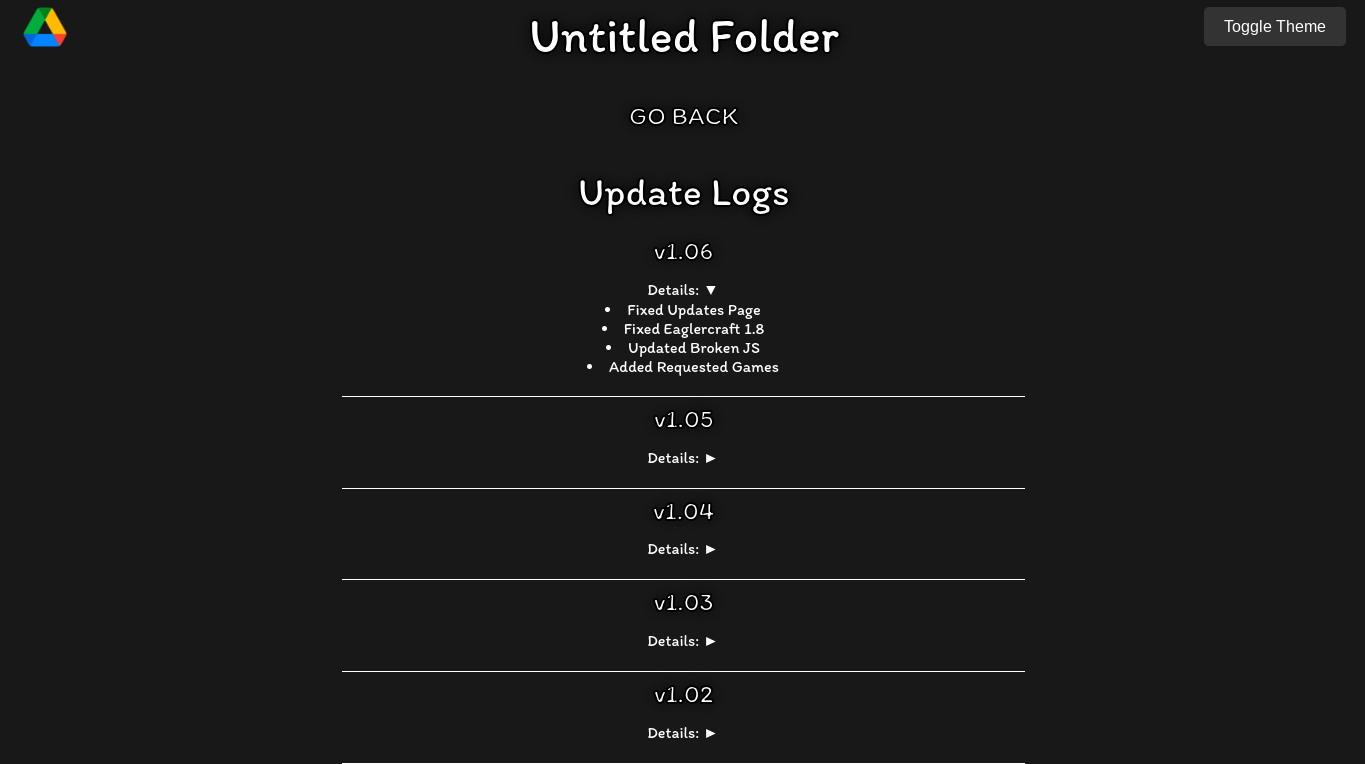 Untitled Folder
Toggle Theme
GO BACK
Update Logs
v1.06
Details: ▼
• Fixed Updates Page
• Fixed Eaglercraft 1.8
• Updated Broken JS
• Added Requested Games
v1.05
Details: ►
v1.04
Details: ►
v1.03
Details: ►
v1.02
Details: ►